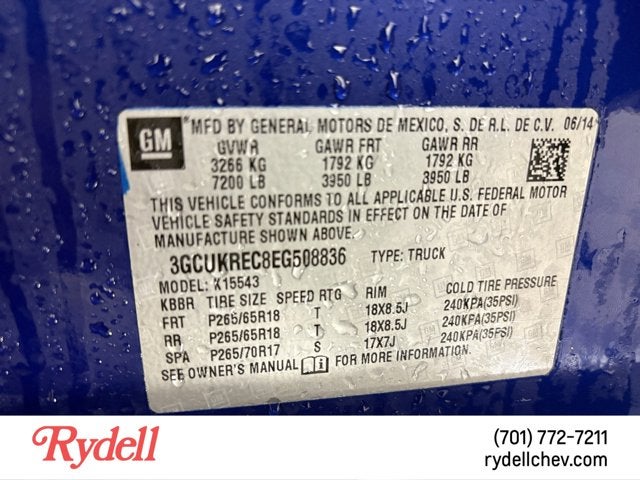 GM
*MFD BY GENERAL MOTORS DE MEXICO, S. DE R.L. DE C.V. 06/14*
GVWR GAWR FRT GAWR RR
3266 KG 1792 KG 1792 KG
7200 LB 3950 LB 3950 LB
THIS VEHICLE CONFORMS TO ALL APPLICABLE U.S. FEDERAL MOTOR
VEHICLE SAFETY STANDARDS IN EFFECT ON THE DATE OF
MANUFACTURE SHOWN ABOVE.
3GCUKREC8EG508836 TYPE: TRUCK
MODEL: K15543
KBBR TIRE SIZE SPEED RTG RIM COLD TIRE PRESSURE
FRT P265/65R18 T 18X8.5J 240KPA(35PSI)
RR P265/65R18 T 18X8.5J 240KPA(35PSI)
SPA P265/70R17 S 17X7J 240KPA(35PSI)
SEE OWNER'S MANUAL FOR MORE INFORMATION.
Rydell
(701) 772-7211
rydellchev.com